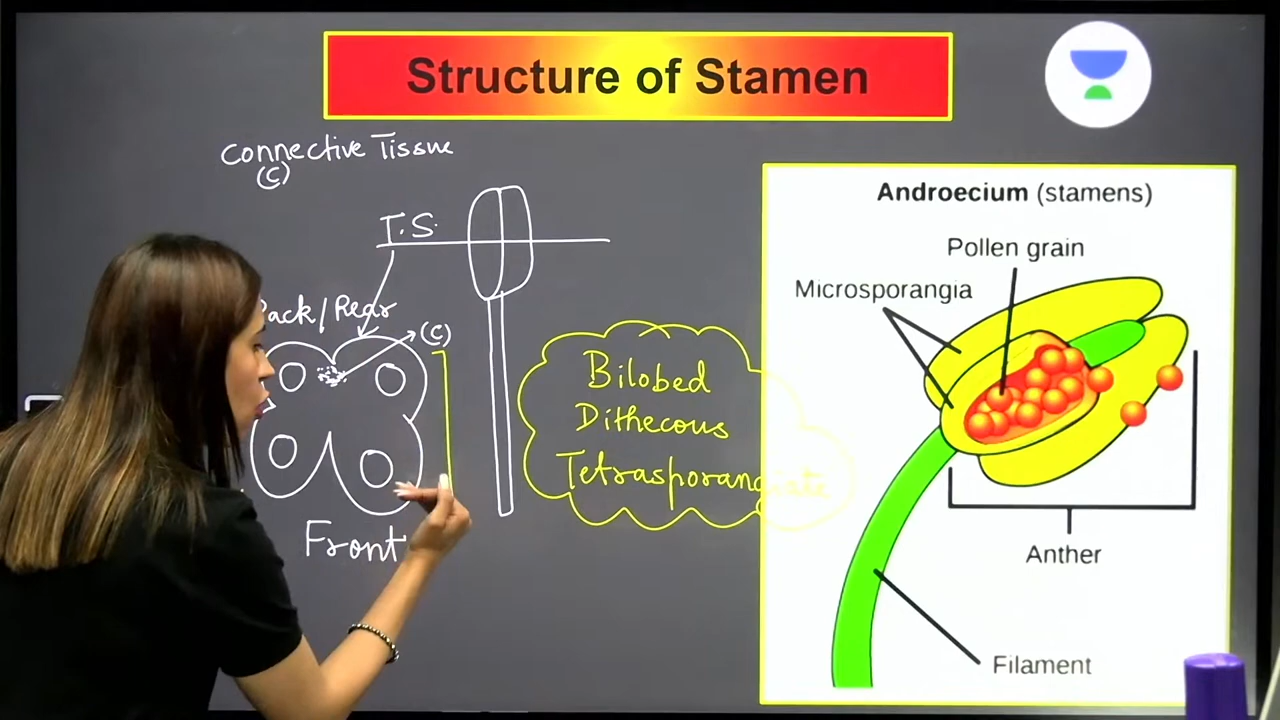 Structure of Stamen
Connective Tissue
(C)
T.S.
Back/Rear
(C)
Front
Bilobed
Dithecous
Tetrasporangiate
Androecium (stamens)
Pollen grain
Microsporangia
Anther
Filament